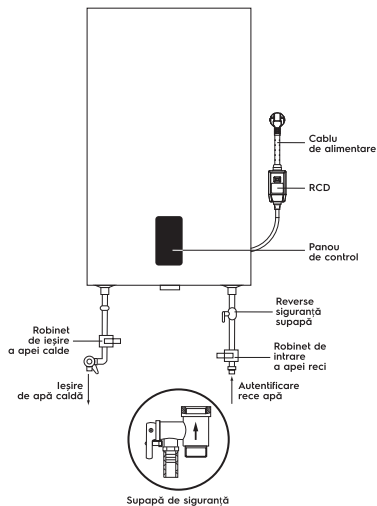 Cablu
de alimentare
RCD
Panou
de control
Reverse
siguranță
supapă
Robinet
de ieșire
a apei calde
Robinet de
intrare
a apei reci
Ieșire
de apă caldă
Autentificare
rece apă
Supapă de siguranță